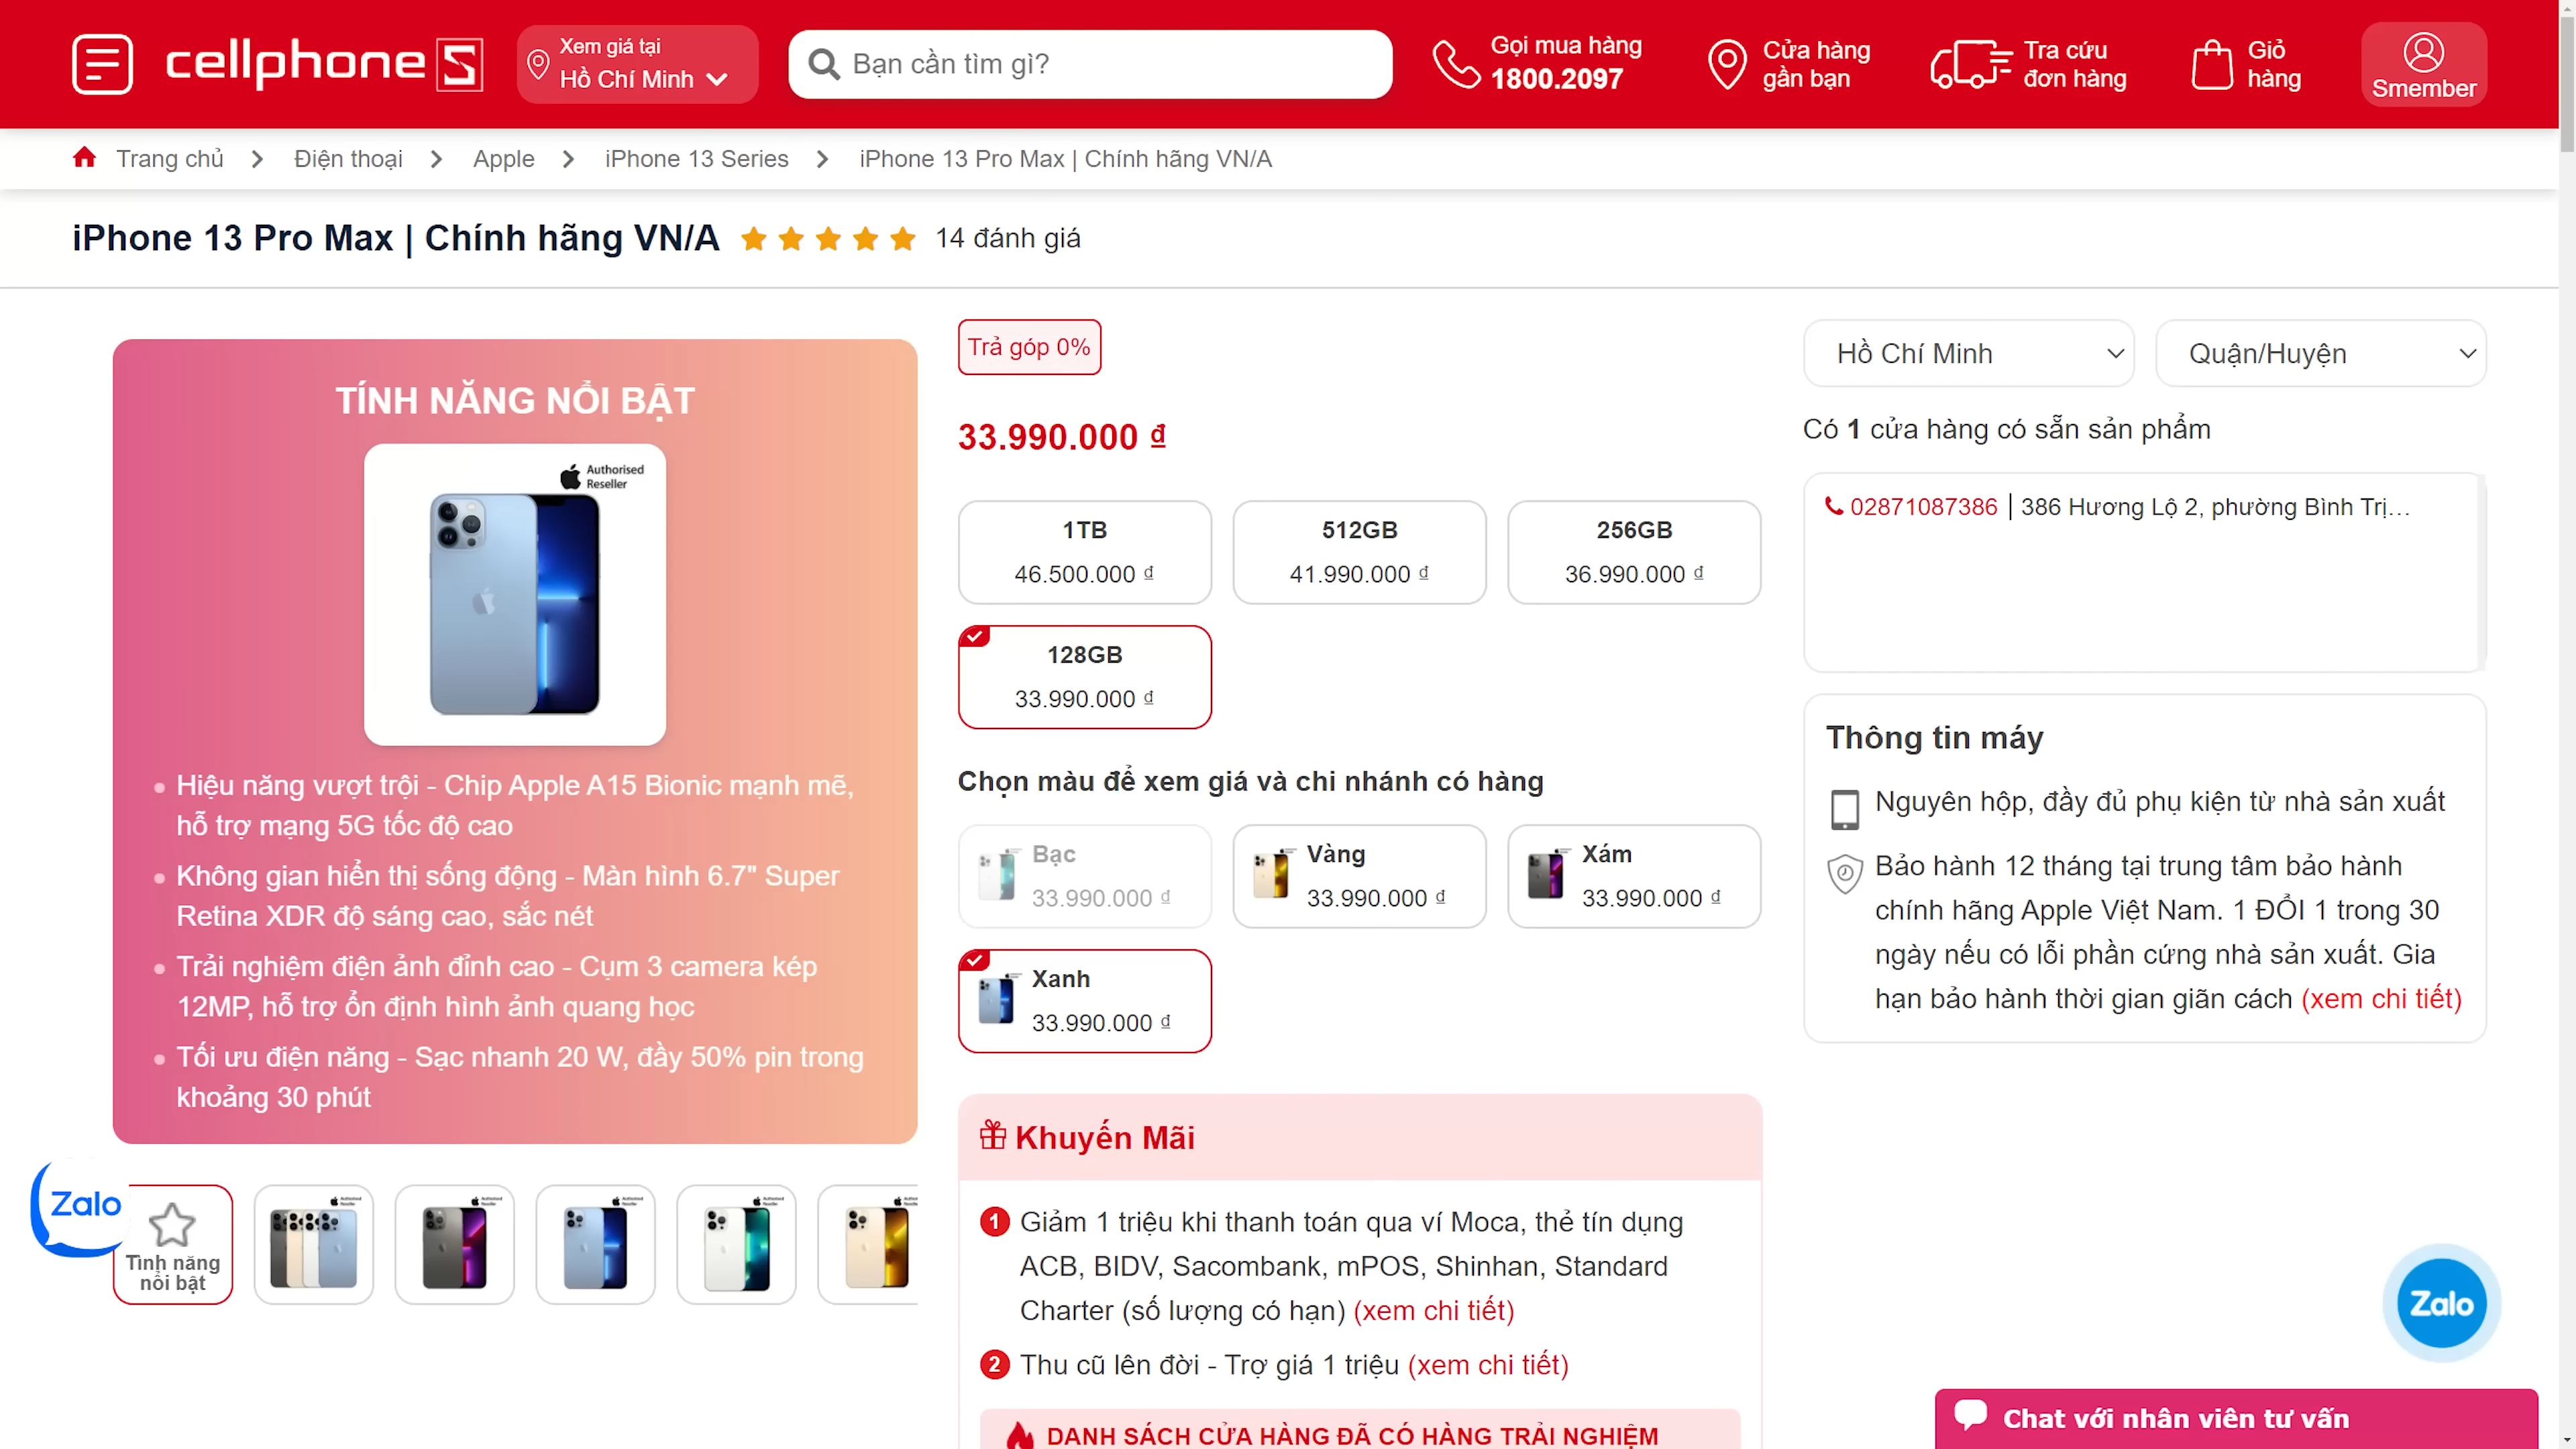 cellphoneS
Xem giá tại
Hồ Chí Minh
Bạn cần tìm gì?
Gọi mua hàng
1800.2097
Cửa hàng
gần bạn
Tra cứu
đơn hàng
Giỏ
hàng
Smember
Trang chủ
Điện thoại
Apple
iPhone 13 Series
iPhone 13 Pro Max | Chính hãng VN/A
iPhone 13 Pro Max | Chính hãng VN/A
14 đánh giá
TÍNH NĂNG NỔI BẬT
Authorised
Reseller
Hiệu năng vượt trội - Chip Apple A15 Bionic mạnh mẽ,
hỗ trợ mạng 5G tốc độ cao
Không gian hiển thị sống động - Màn hình 6.7" Super
Retina XDR độ sáng cao, sắc nét
Trải nghiệm điện ảnh đỉnh cao - Cụm 3 camera kép
12MP, hỗ trợ ổn định hình ảnh quang học
Tối ưu điện năng - Sạc nhanh 20 W, đầy 50% pin trong
khoảng 30 phút
Zalo
Tính năng
nổi bật
Trả góp 0%
33.990.000 ₫
1TB
46.500.000 ₫
512GB
41.990.000 ₫
256GB
36.990.000 ₫
128GB
33.990.000 ₫
Chọn màu để xem giá và chi nhánh có hàng
Bạc
33.990.000 ₫
Vàng
33.990.000 ₫
Xám
33.990.000 ₫
Xanh
33.990.000 ₫
Khuyến Mãi
1 Giảm 1 triệu khi thanh toán qua ví Moca, thẻ tín dụng
ACB, BIDV, Sacombank, mPOS, Shinhan, Standard
Charter (số lượng có hạn) (xem chi tiết)
2 Thu cũ lên đời - Trợ giá 1 triệu (xem chi tiết)
DANH SÁCH CỬA HÀNG ĐÃ CÓ HÀNG TRẢI NGHIỆM
Hồ Chí Minh
Quận/Huyện
Có 1 cửa hàng có sẵn sản phẩm
02871087386 | 386 Hương Lộ 2, phường Bình Trị...
Thông tin máy
Nguyên hộp, đầy đủ phụ kiện từ nhà sản xuất
Bảo hành 12 tháng tại trung tâm bảo hành
chính hãng Apple Việt Nam. 1 ĐỔI 1 trong 30
ngày nếu có lỗi phần cứng nhà sản xuất. Gia
hạn bảo hành thời gian giãn cách (xem chi tiết)
Zalo
Chat với nhân viên tư vấn